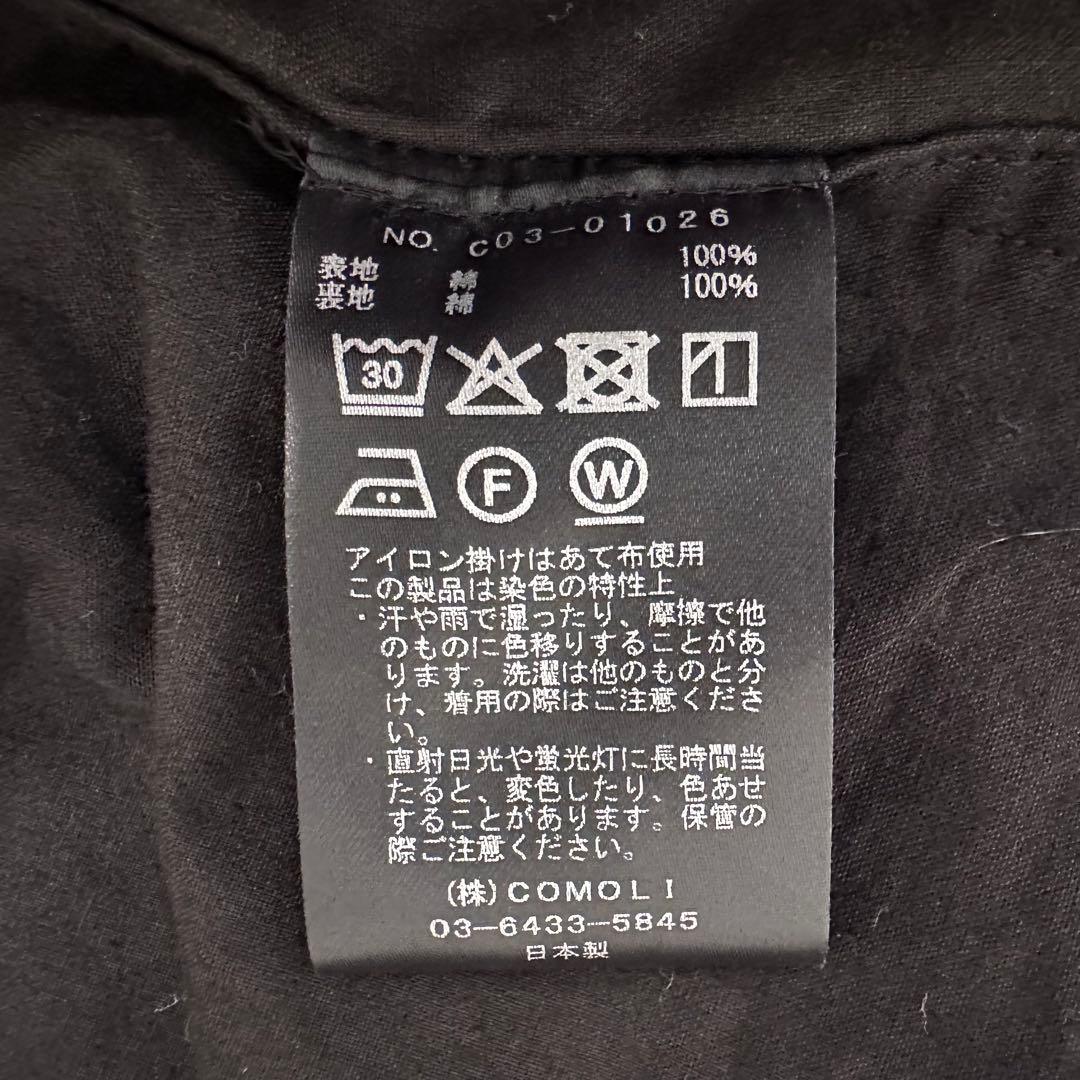 NO. C03-01026
表地 綿 100%
裏地 綿 100%
30
F W
アイロン掛けはあて布使用
この製品は染色の特性上
・汗や雨で湿ったり、摩擦で他
のものに色移りすることがあ
ります。洗濯は他のものと分
け、着用の際はご注意くださ
い。
・直射日光や蛍光灯に長時間当
たると、変色したり、色あせ
することがあります。保管の
際ご注意ください。
(株)COMOLI
03-6433-5845
日本製